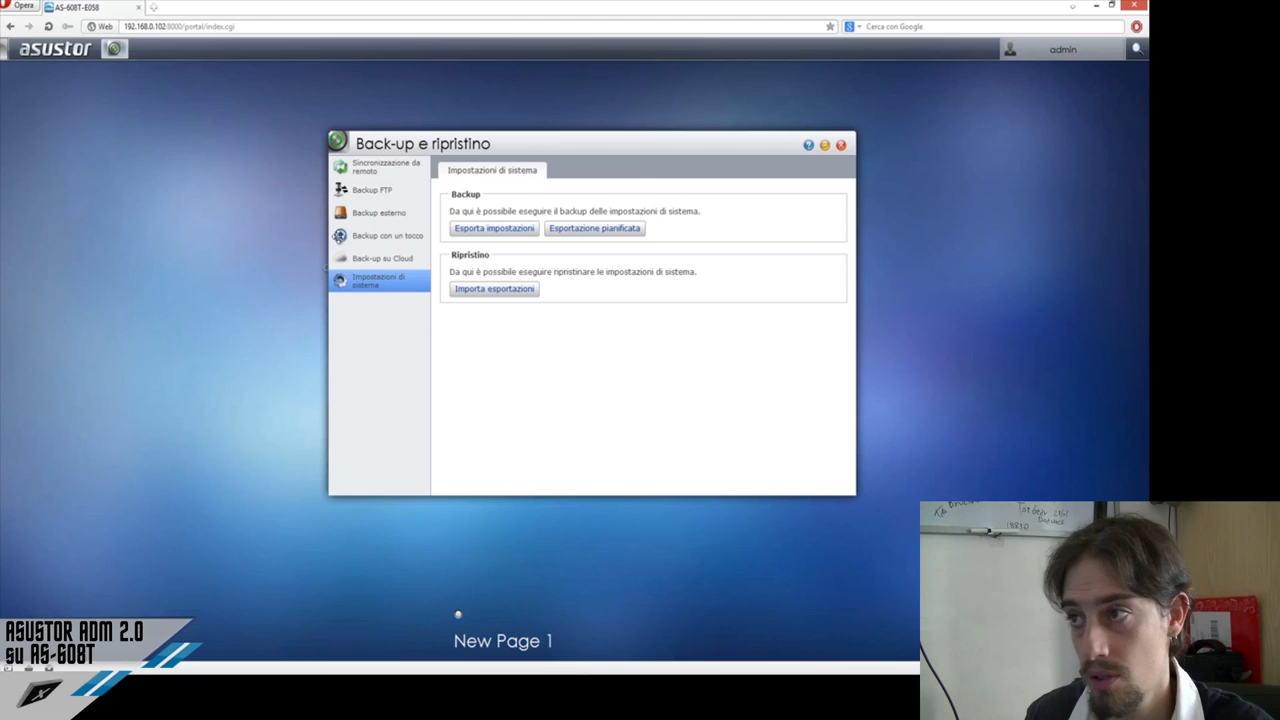 Opera
AS-608T-E058
Web
192.168.0.102:8000/portal/index.cgi
Cerca con Google
asustor
admin
Back-up e ripristino
Sincronizzazione da
remoto
Backup FTP
Backup esterno
Backup con un tocco
Back-up su Cloud
Impostazioni di
sistema
Impostazioni di sistema
Backup
Da qui è possibile eseguire il backup delle impostazioni di sistema.
Esporta impostazioni
Esportazione pianificata
Ripristino
Da qui è possibile eseguire ripristinare le impostazioni di sistema.
Importa esportazioni
New Page 1
ASUSTOR ADM 2.0
su AS-608T
X